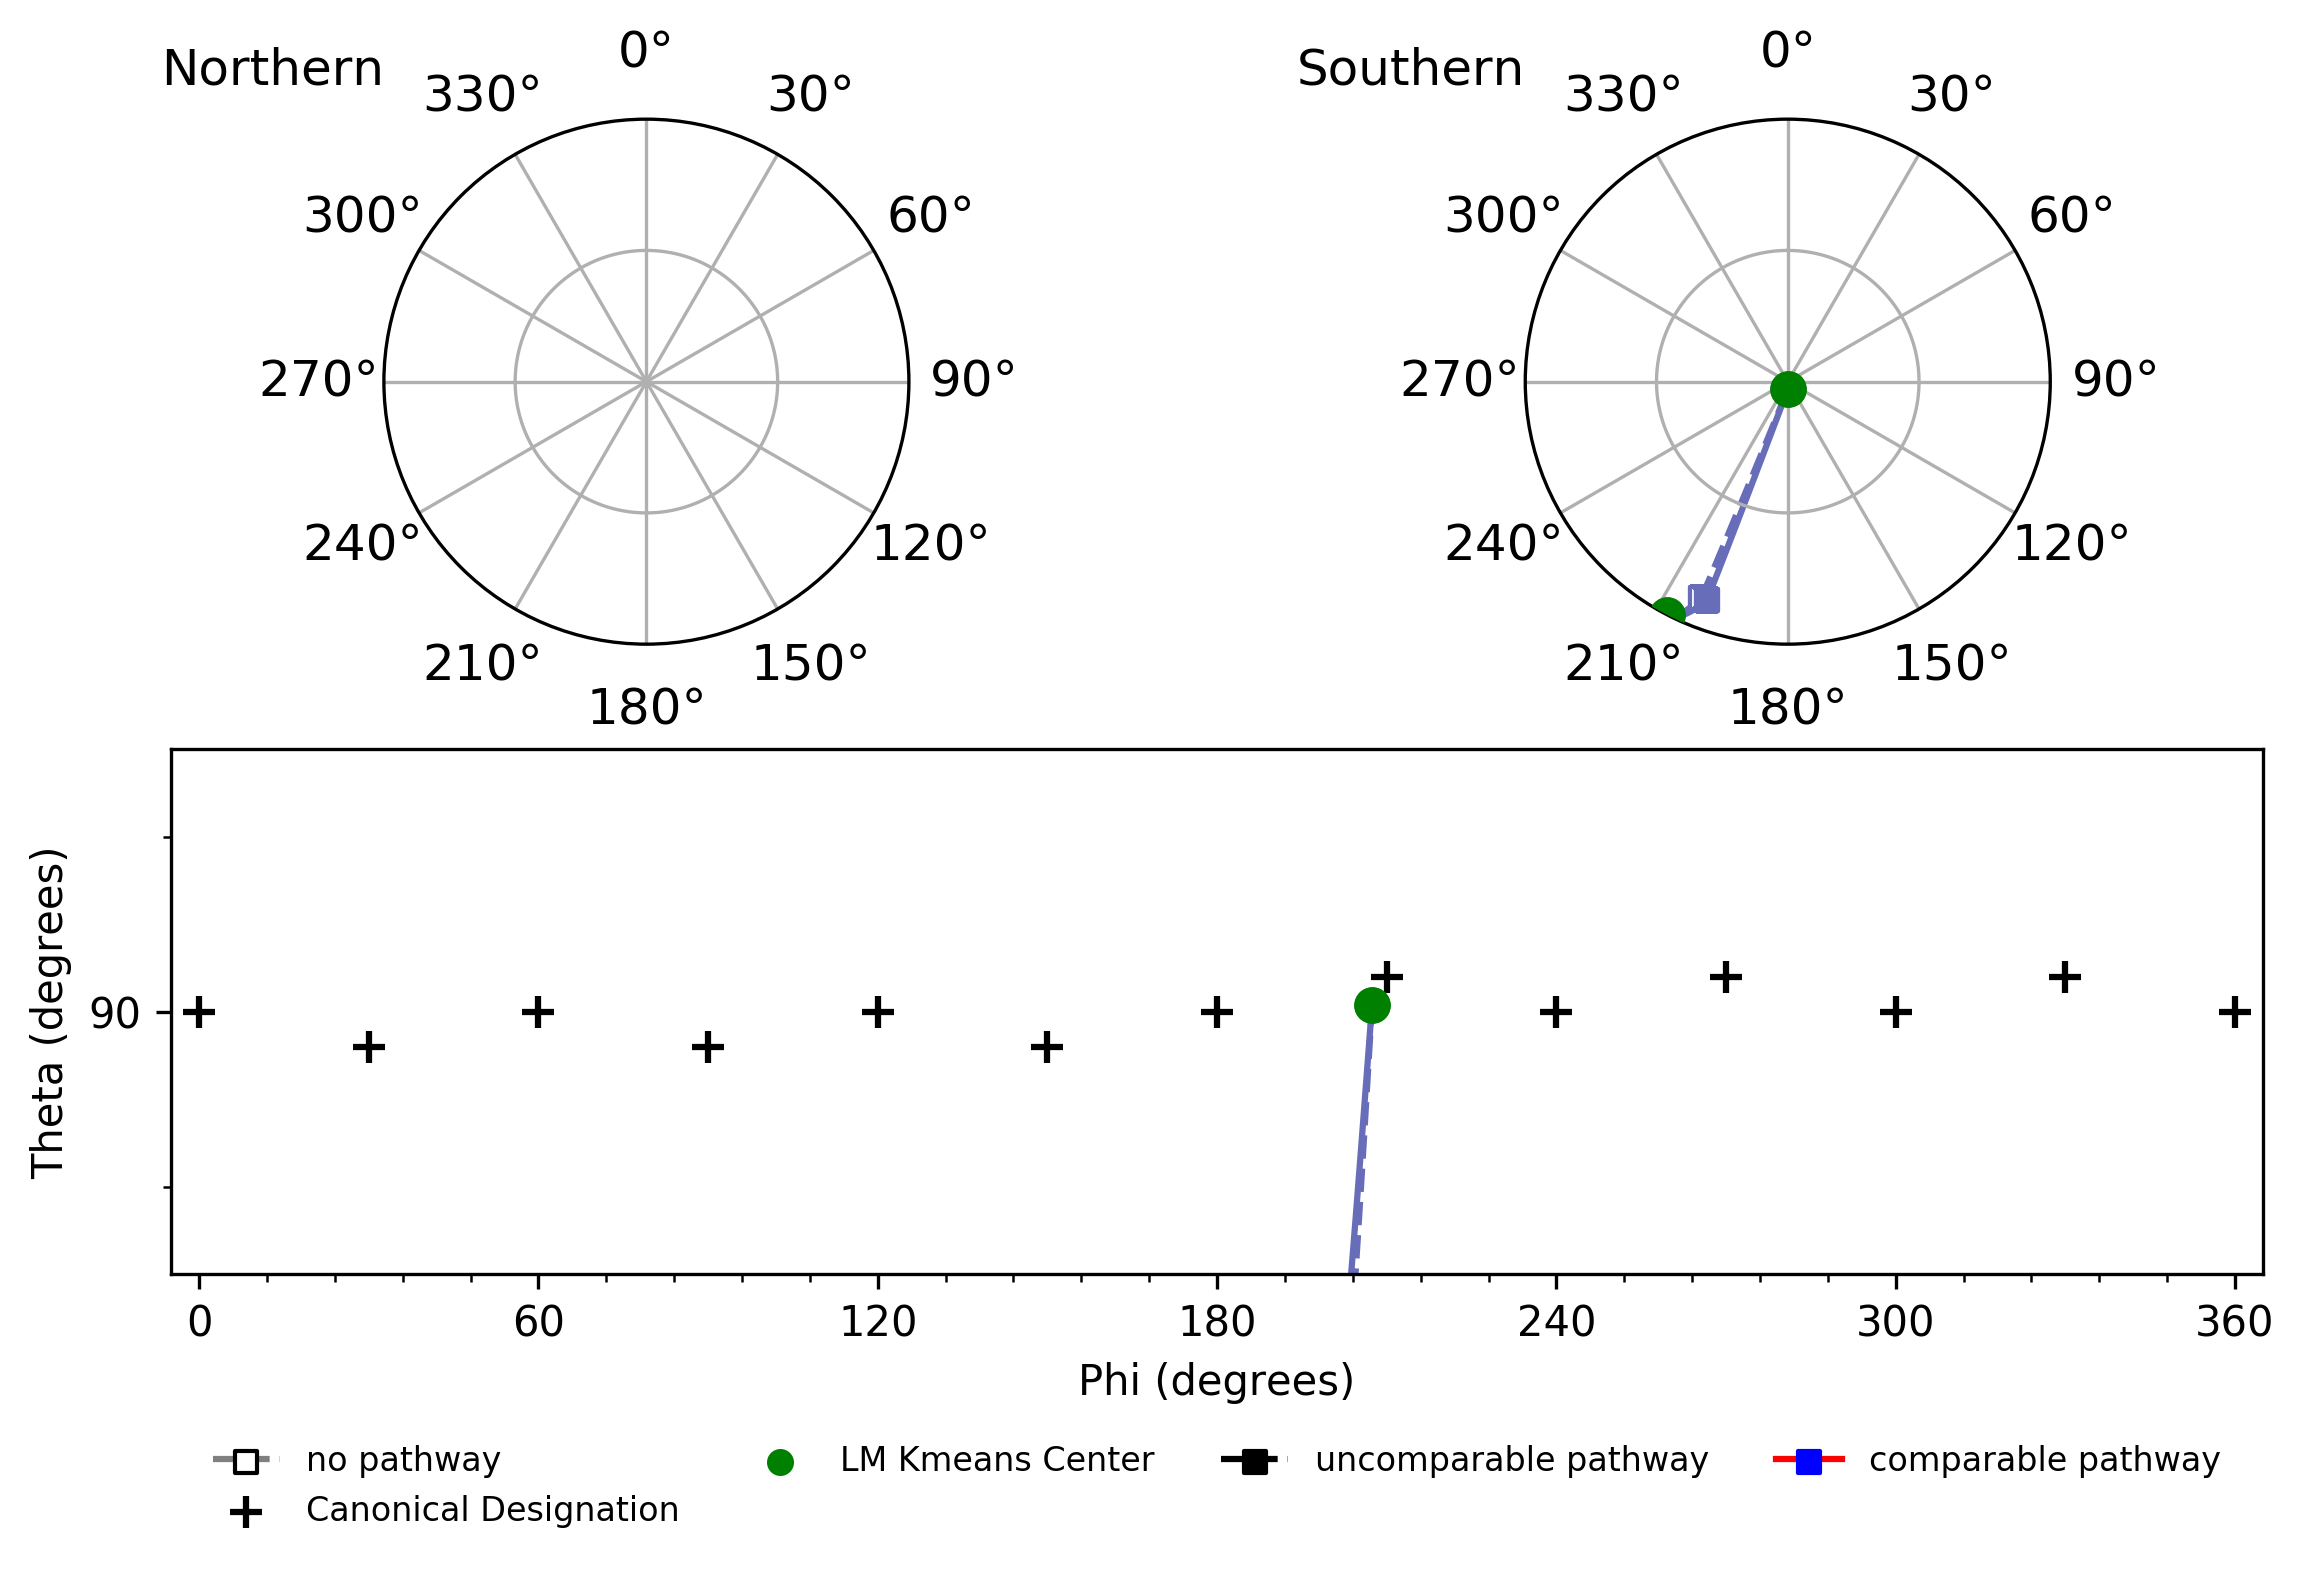 Northern
0°
30°
60°
90°
120°
150°
180°
210°
240°
270°
300°
330°
Southern
0°
30°
60°
90°
120°
150°
180°
210°
240°
270°
300°
330°
Theta (degrees)
90
0 60 120 180 240 300 360
Phi (degrees)
no pathway
Canonical Designation
LM Kmeans Center
uncomparable pathway
comparable pathway